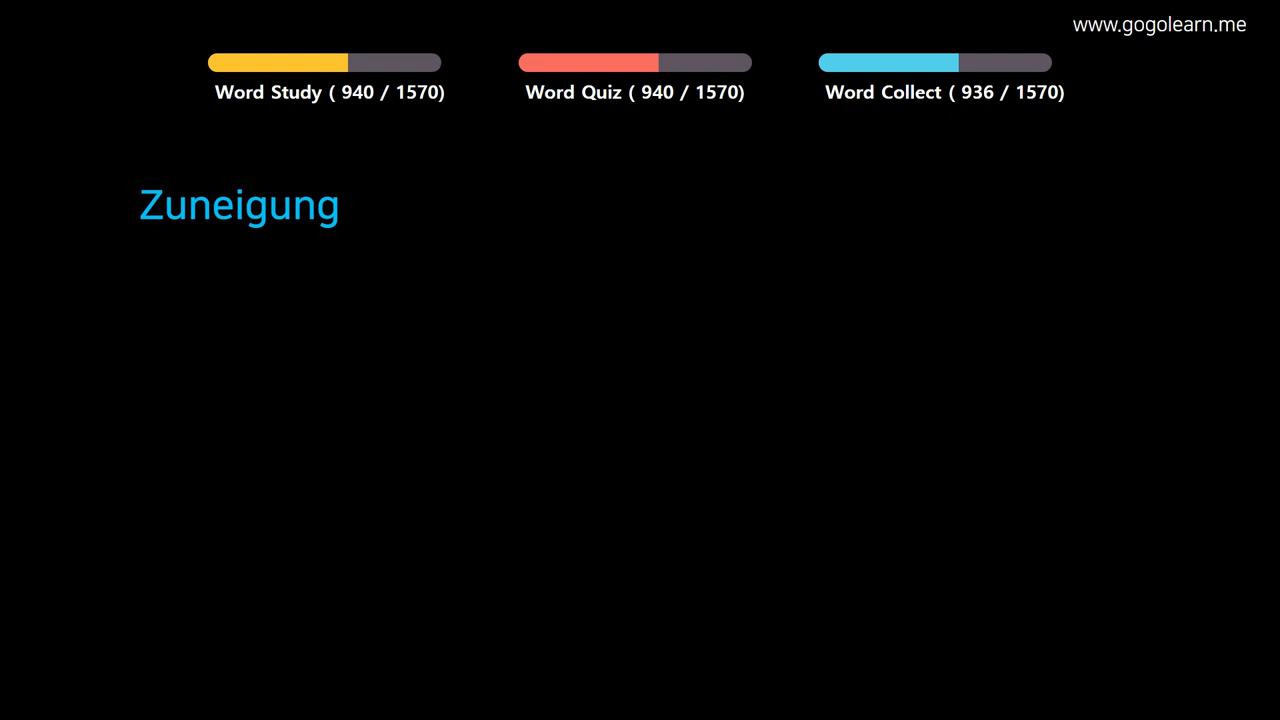 www.gogolearn.me
Word Study ( 940 / 1570)
Word Quiz ( 940 / 1570)
Word Collect ( 936 / 1570)
Zuneigung